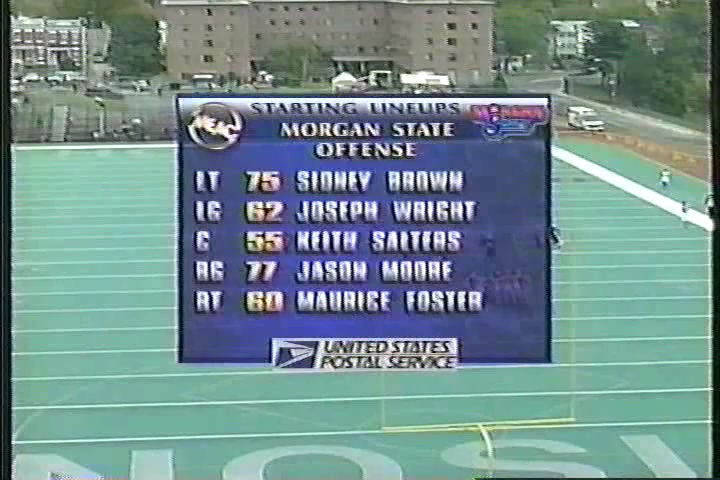 MEAC STARTING LINEUPS
MORGAN STATE
OFFENSE
LT 75 SIDNEY BROWN
LG 62 JOSEPH WRIGHT
C 55 KEITH SALTERS
RG 77 JASON MOORE
RT 60 MAURICE FOSTER
UNITED STATES
POSTAL SERVICE